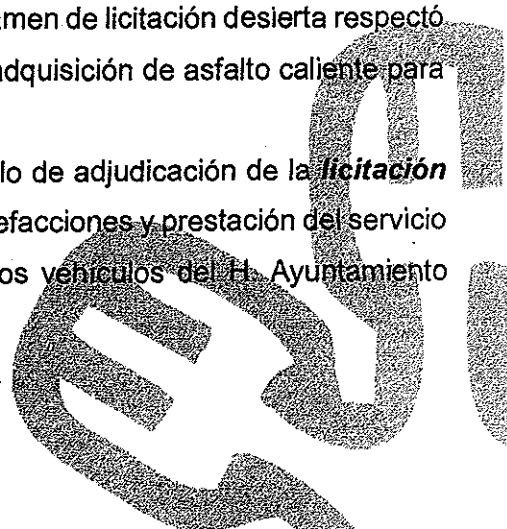 men de licitación desierta respectó
adquisición de asfalto caliente para
lo de adjudicación de la licitación
efacciones y prestación del servicio
os vehículos del H. Ayuntamiento